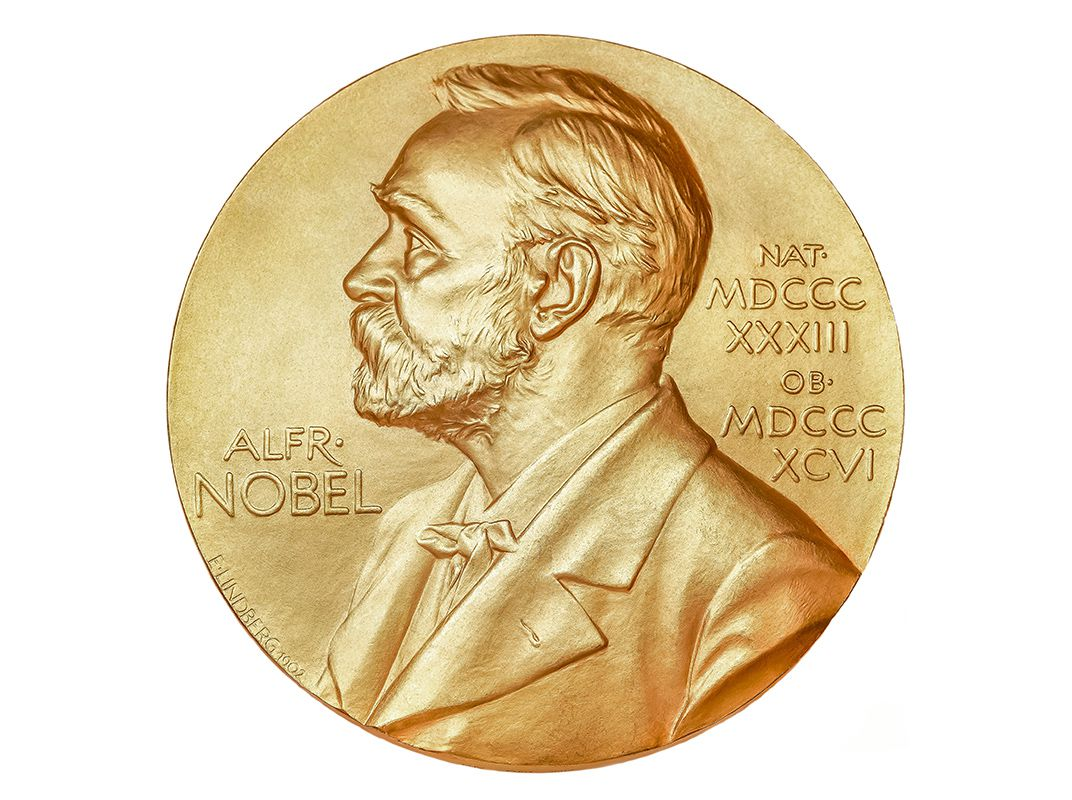 ALFR·
NOBEL
NAT·
MDCCC
XXXIII
OB·
MDCCC
XCVI
E·LINDBERG 1902